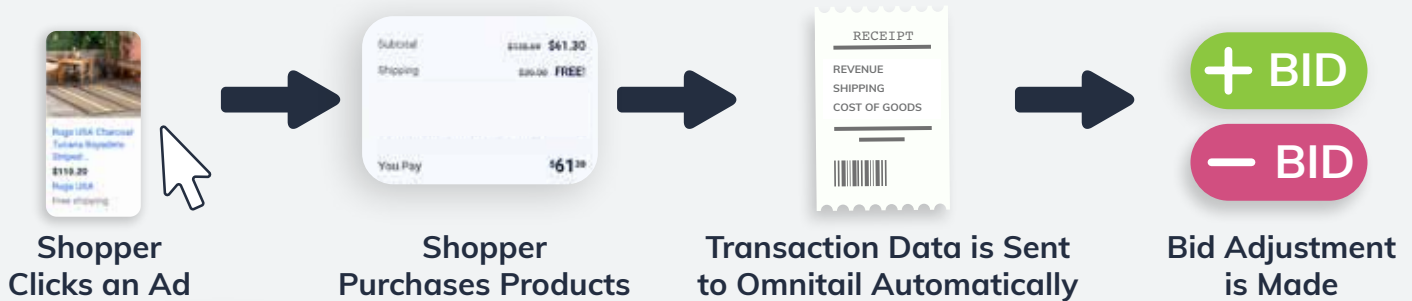 Rugs USA Charcoal
Striped...
$118.20
Rugs USA
Free shipping
Subtotal $61.30
Shipping FREE!
You Pay $61
RECEIPT
REVENUE
SHIPPING
COST OF GOODS
+ BID
− BID
Shopper
Clicks an Ad
Shopper
Purchases Products
Transaction Data is Sent
to Omnitail Automatically
Bid Adjustment
is Made